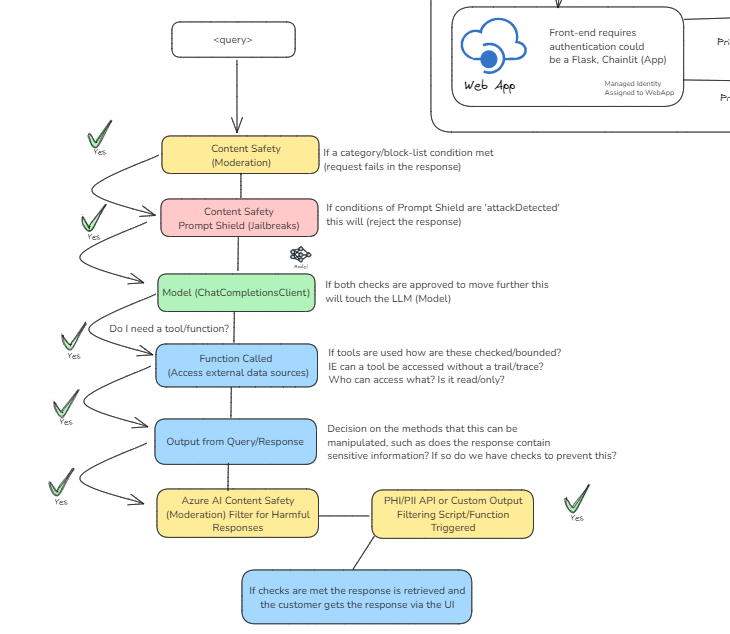 <query>
Front-end requires
authentication could
be a Flask, Chainlit (App)
Web App
Managed Identity
Assigned to WebApp
Yes
Content Safety
(Moderation)
If a category/block-list condition met
(request fails in the response)
Content Safety
Prompt Shield (Jailbreaks)
If conditions of Prompt Shield are 'attackDetected'
this will (reject the response)
Yes
Model
Model (ChatCompletionsClient)
If both checks are approved to move further this
will touch the LLM (Model)
Do I need a tool/function?
Yes
Function Called
(Access external data sources)
If tools are used how are these checked/bounded?
IE can a tool be accessed without a trail/trace?
Who can access what? Is it read/only?
Yes
Output from Query/Response
Decision on the methods that this can be
manipulated, such as does the response contain
sensitive information? If so do we have checks to prevent this?
Yes
Azure AI Content Safety
(Moderation) Filter for Harmful
Responses
PHI/PII API or Custom Output
Filtering Script/Function
Triggered
Yes
If checks are met the response is retrieved and
the customer gets the response via the UI